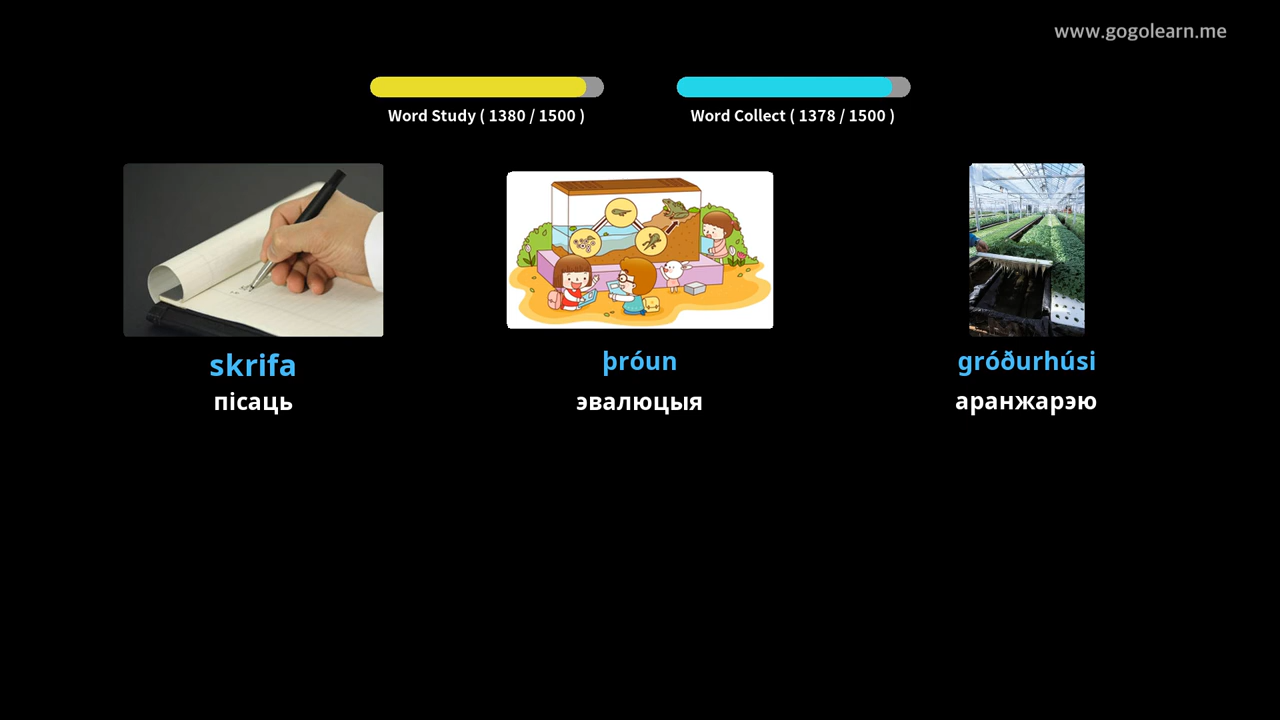 www.gogolearn.me
Word Study ( 1380 / 1500 )
Word Collect ( 1378 / 1500 )
skrifa
þróun
gróðurhúsi
пісаць
эвалюцыя
аранжарэю